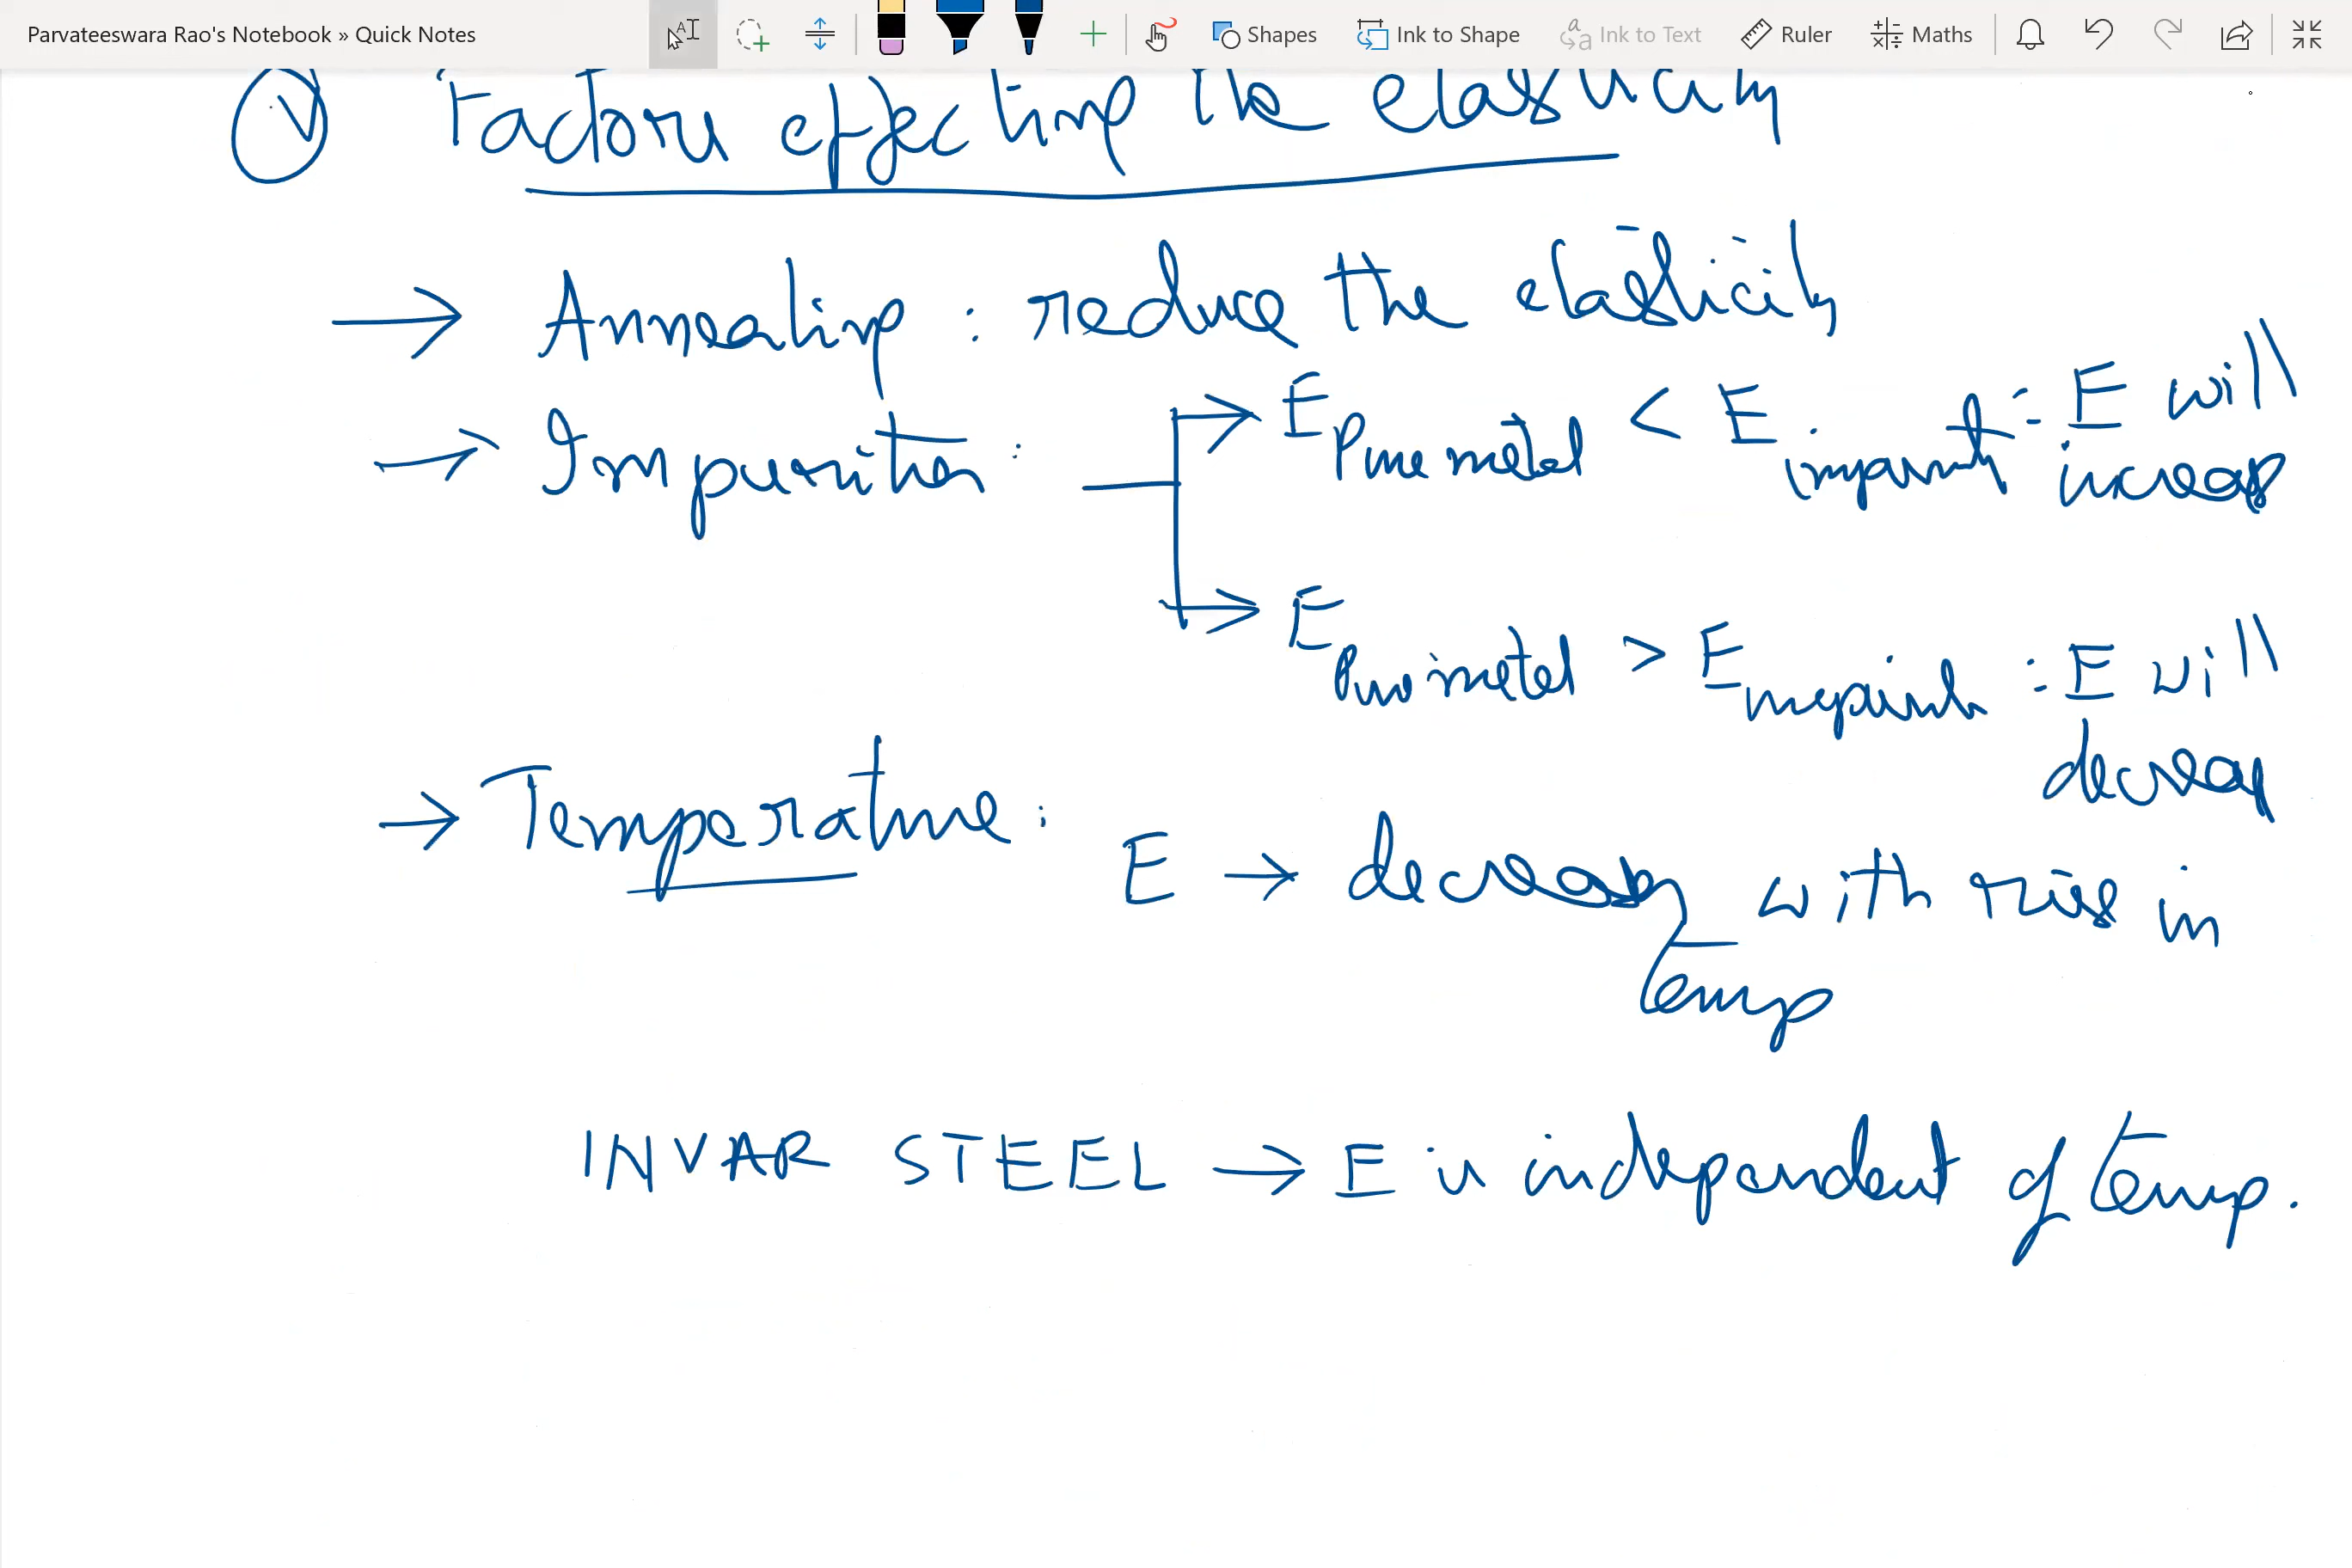 Parvateeswara Rao's Notebook » Quick Notes
Shapes
Ink to Shape
Ink to Text
Ruler
Maths
V Factors effecting the elasticity
→ Annealing : reduce the elasticity
→ Impurities :
→ E Pure metal < E impurity : E will
increase
→ E Pure metal > E impurity : E will
decrease
→ Temperature :
E → decreases with rise in
temp
INVAR STEEL → E is independent of temp.